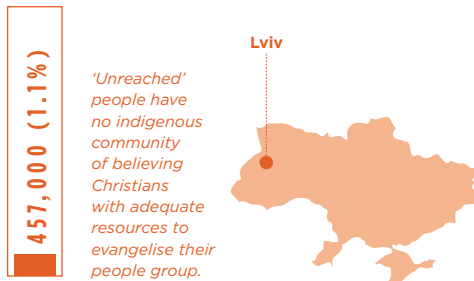 457,000 (1.1%)
‘Unreached’
people have
no indigenous
community
of believing
Christians
with adequate
resources to
evangelise their
people group.
Lviv